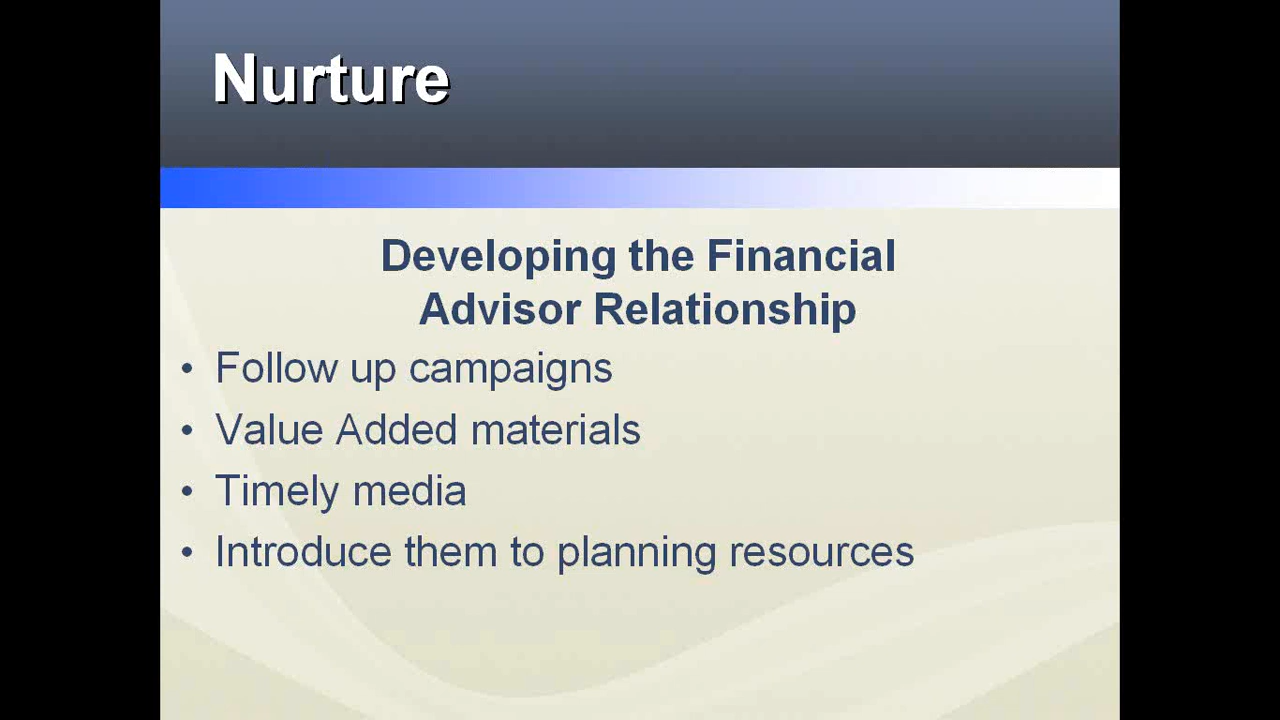 Nurture
Developing the Financial
Advisor Relationship
• Follow up campaigns
• Value Added materials
• Timely media
• Introduce them to planning resources